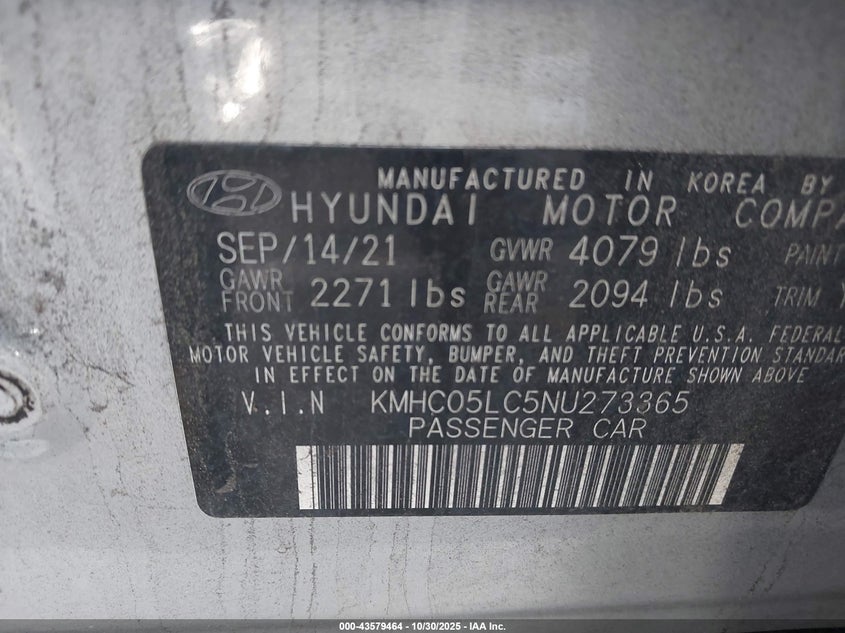 MANUFACTURED IN KOREA BY
HYUNDAI MOTOR
SEP/14/21 GVWR 4079 lbs PAINT
GAWR FRONT 2271 lbs GAWR REAR 2094 lbs TRIM
THIS VEHICLE CONFORMS TO ALL APPLICABLE U.S.A. FEDERAL
MOTOR VEHICLE SAFETY, BUMPER, AND THEFT PREVENTION
IN EFFECT ON THE DATE OF MANUFACTURE SHOWN ABOVE
V.I.N KMHC05LC5NU273365
PASSENGER CAR
000-43579464 | 10/30/2025 - IAA Inc.